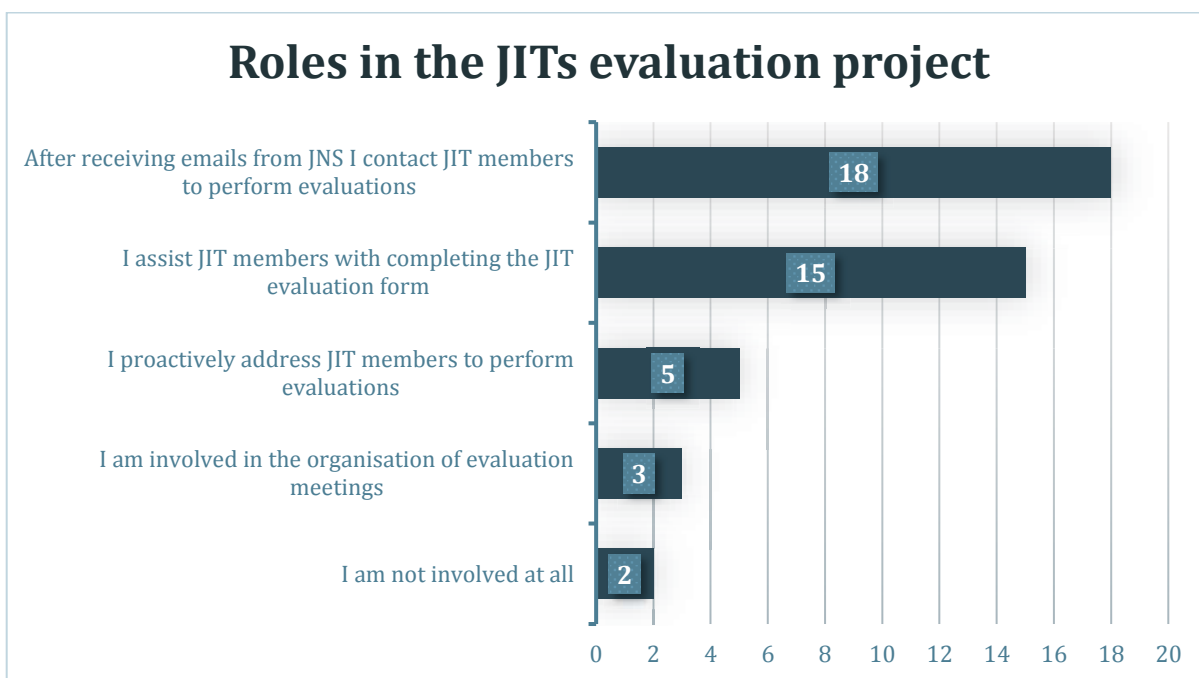 Roles in the JITs evaluation project
After receiving emails from JNS I contact JIT members
to perform evaluations
18
I assist JIT members with completing the JIT
evaluation form
15
I proactively address JIT members to perform
evaluations
5
I am involved in the organisation of evaluation
meetings
3
I am not involved at all
2
0 2 4 6 8 10 12 14 16 18 20